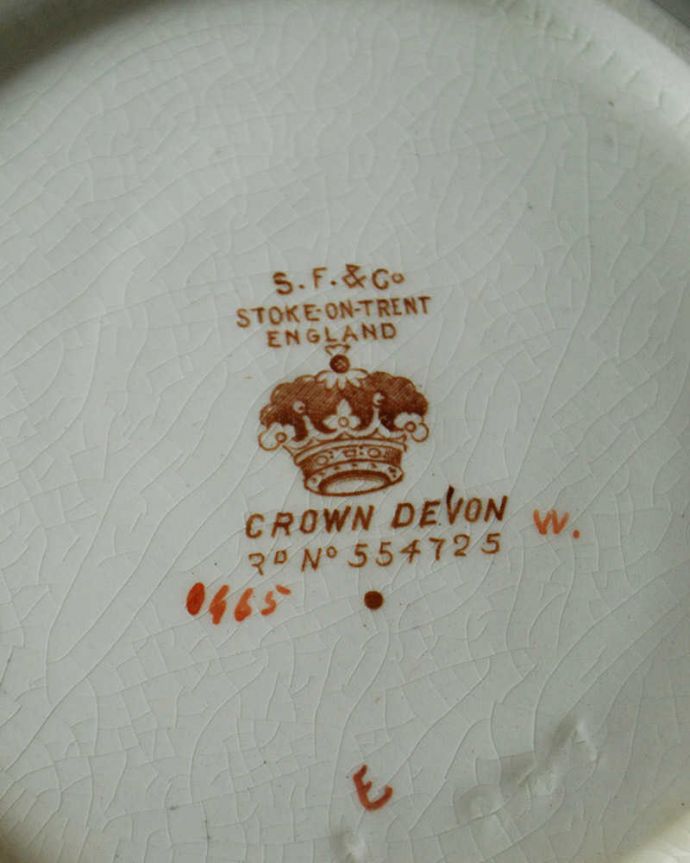 S. F. & Co
STOKE-ON-TRENT
ENGLAND
CROWN DEVON
W.
RD No 554725
0465
E